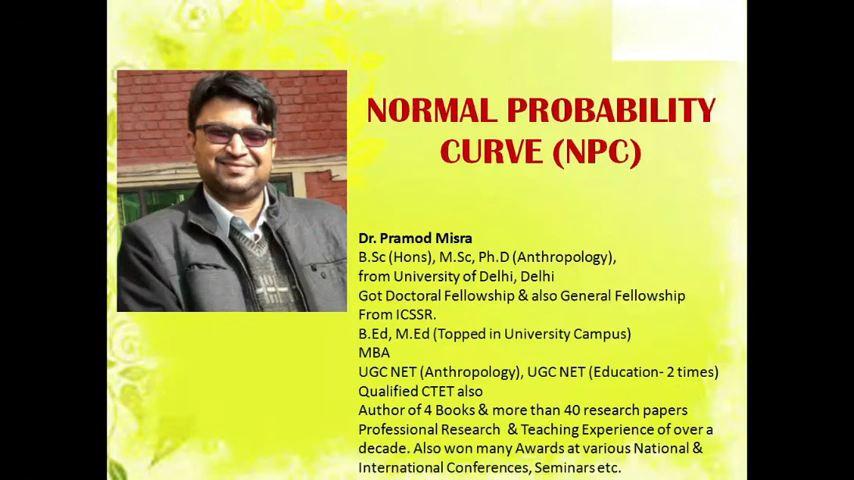 NORMAL PROBABILITY
CURVE (NPC)
Dr. Pramod Misra
B.Sc (Hons), M.Sc, Ph.D (Anthropology),
from University of Delhi, Delhi
Got Doctoral Fellowship & also General Fellowship
From ICSSR.
B.Ed, M.Ed (Topped in University Campus)
MBA
UGC NET (Anthropology), UGC NET (Education- 2 times)
Qualified CTET also
Author of 4 Books & more than 40 research papers
Professional Research & Teaching Experience of over a
decade. Also won many Awards at various National &
International Conferences, Seminars etc.